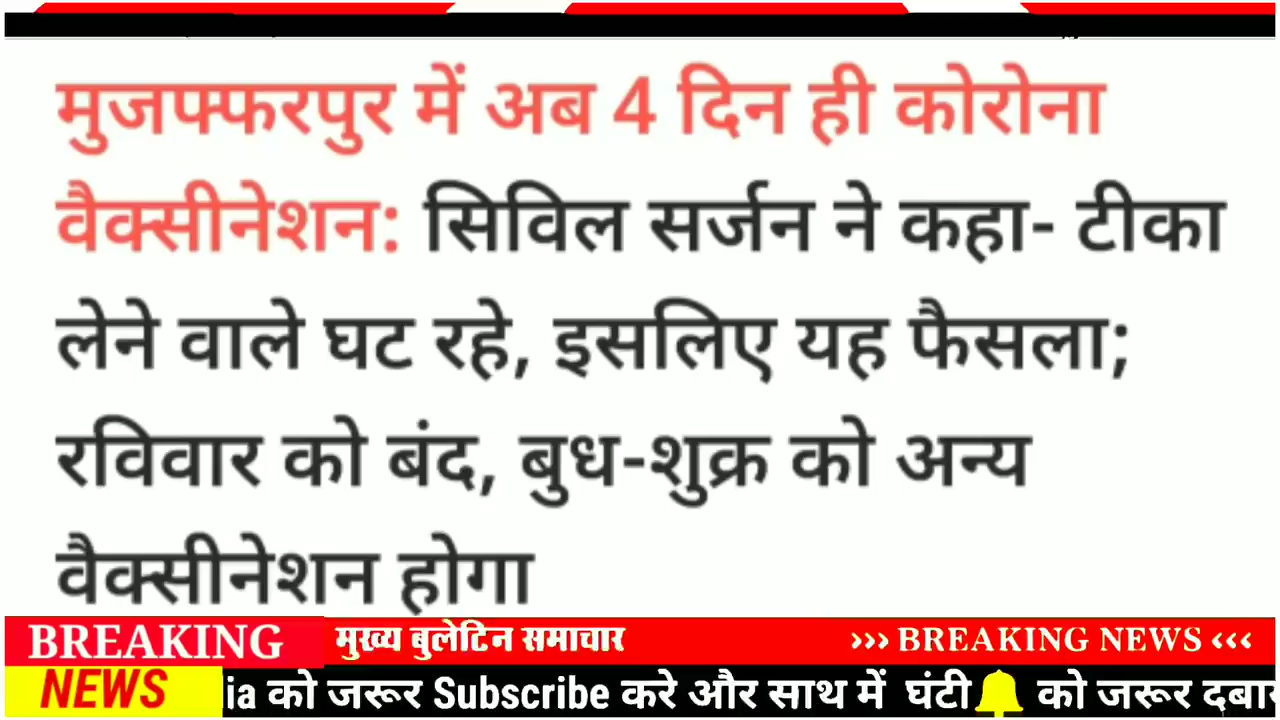 मुजफ्फरपुर में अब 4 दिन ही कोरोना
वैक्सीनेशन: सिविल सर्जन ने कहा- टीका
लेने वाले घट रहे, इसलिए यह फैसला;
रविवार को बंद, बुध-शुक्र को अन्य
वैक्सीनेशन होगा
BREAKING मुख्य बुलेटिन समाचार ››› BREAKING NEWS ‹‹‹
NEWS ia को जरूर Subscribe करे और साथ में घंटी🔔 को जरूर